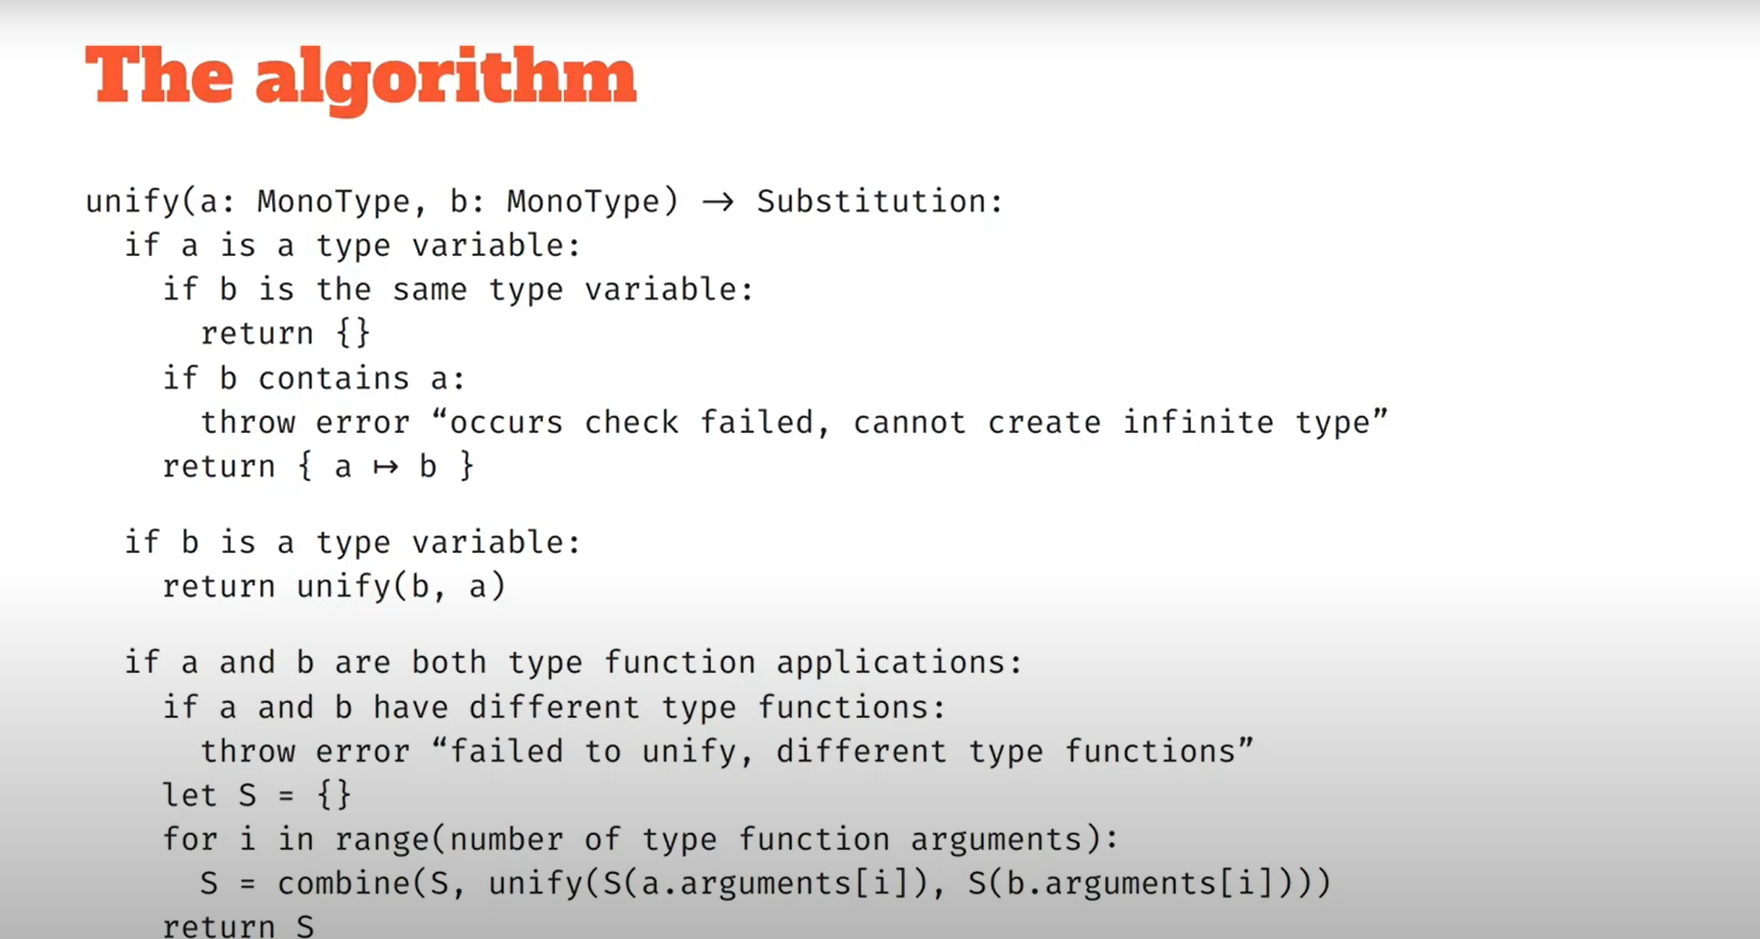 The algorithm
unify(a: MonoType, b: MonoType) → Substitution:
if a is a type variable:
if b is the same type variable:
return {}
if b contains a:
throw error “occurs check failed, cannot create infinite type”
return { a ↦ b }
if b is a type variable:
return unify(b, a)
if a and b are both type function applications:
if a and b have different type functions:
throw error “failed to unify, different type functions”
let S = {}
for i in range(number of type function arguments):
S = combine(S, unify(S(a.arguments[i]), S(b.arguments[i])))
return S